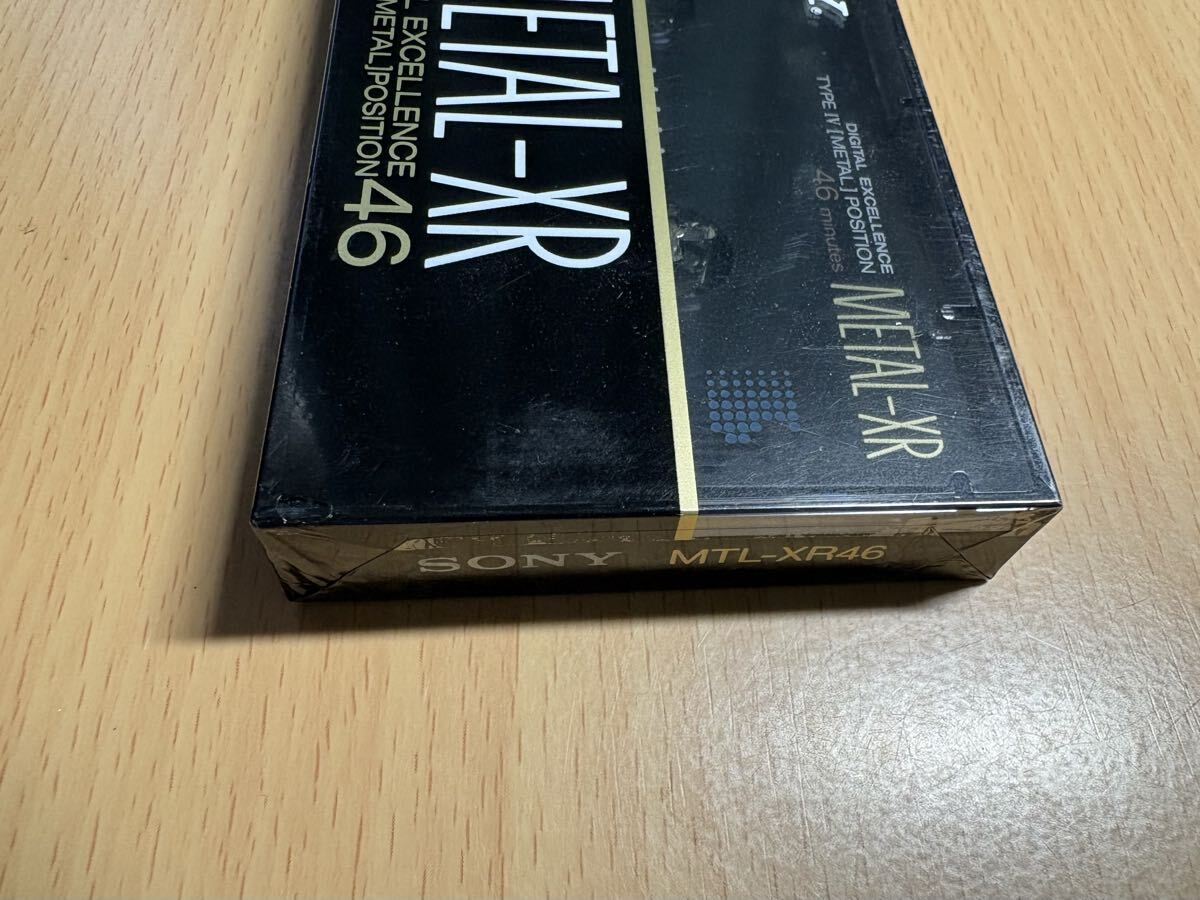 METAL-XR
EXCELLENCE
METAL]POSITION 46
DIGITAL EXCELLENCE
TYPE IV [METAL] POSITION
46 minutes
METAL-XR
SONY MTL-XR46